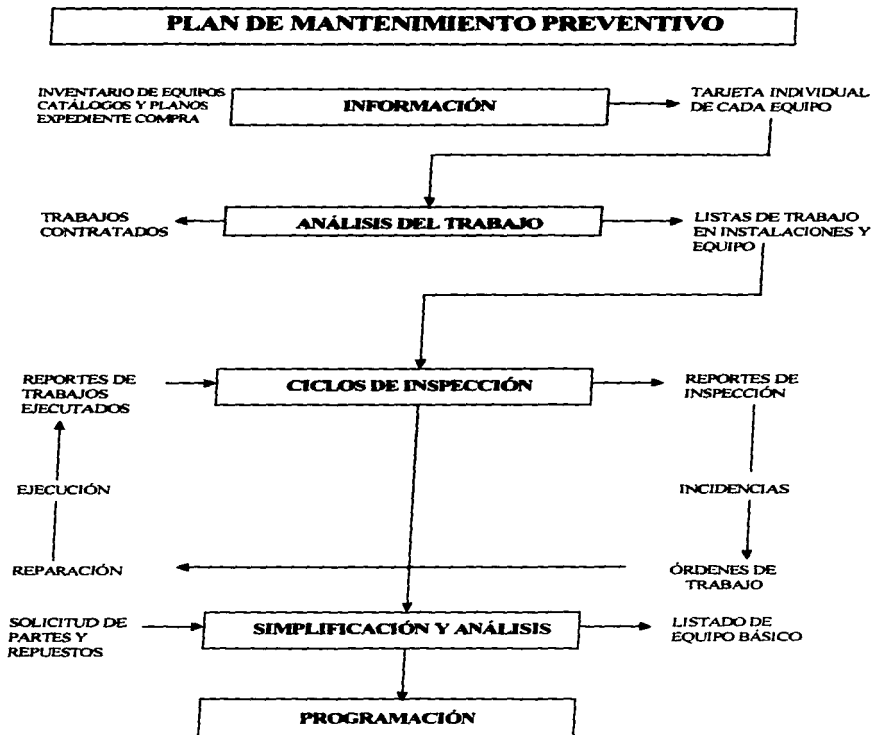 PLAN DE MANTENIMIENTO PREVENTIVO
INVENTARIO DE EQUIPOS
CATÁLOGOS Y PLANOS
EXPEDIENTE COMPRA
INFORMACIÓN
TARJETA INDIVIDUAL
DE CADA EQUIPO
TRABAJOS
CONTRATADOS
ANÁLISIS DEL TRABAJO
LISTAS DE TRABAJO
EN INSTALACIONES Y
EQUIPO
REPORTES DE
TRABAJOS
EJECUTADOS
CICLOS DE INSPECCIÓN
REPORTES DE
INSPECCIÓN
EJECUCIÓN
INCIDENCIAS
REPARACIÓN
ÓRDENES DE
TRABAJO
SOLICITUD DE
PARTES Y
REPUESTOS
SIMPLIFICACIÓN Y ANÁLISIS
LISTADO DE
EQUIPO BÁSICO
PROGRAMACIÓN